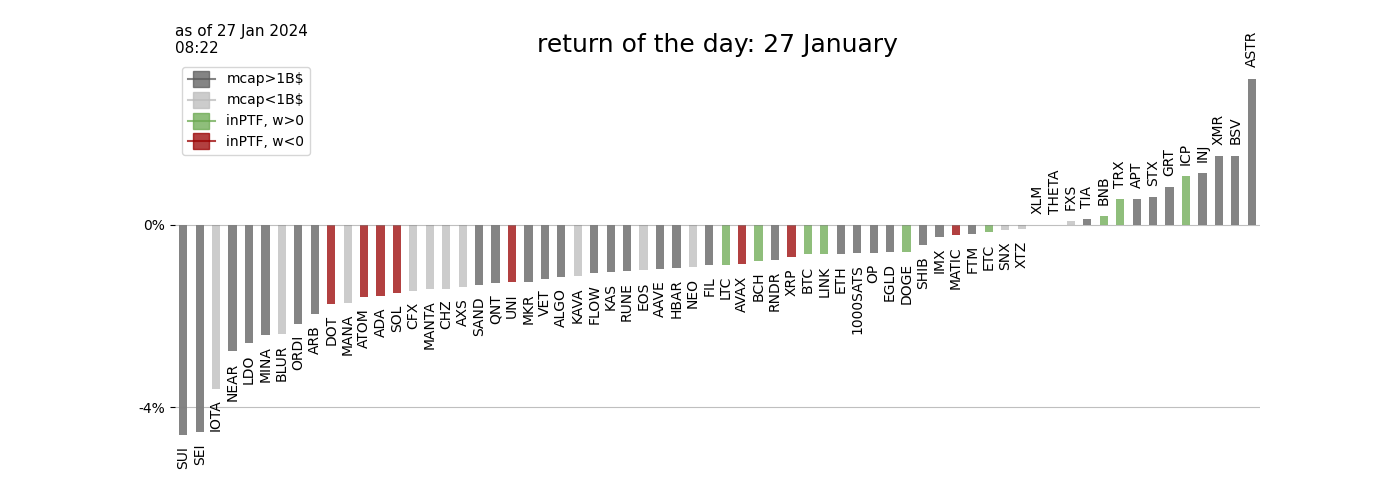 as of 27 Jan 2024
08:22
return of the day: 27 January
mcap>1B$
mcap<1B$
inPTF, w>0
inPTF, w<0
0%
-4%
SUI
SEI
IOTA
NEAR
LDO
MINA
BLUR
ORDI
ARB
DOT
MANA
ATOM
ADA
SOL
CFX
MANTA
CHZ
AXS
SAND
QNT
UNI
MKR
VET
ALGO
KAVA
FLOW
KAS
RUNE
EOS
AAVE
HBAR
NEO
FIL
LTC
AVAX
BCH
RNDR
XRP
BTC
LINK
ETH
1000SATS
OP
EGLD
DOGE
SHIB
IMX
MATIC
FTM
ETC
SNX
XTZ
XLM
THETA
FXS
TIA
BNB
TRX
APT
STX
GRT
ICP
INJ
XMR
BSV
ASTR